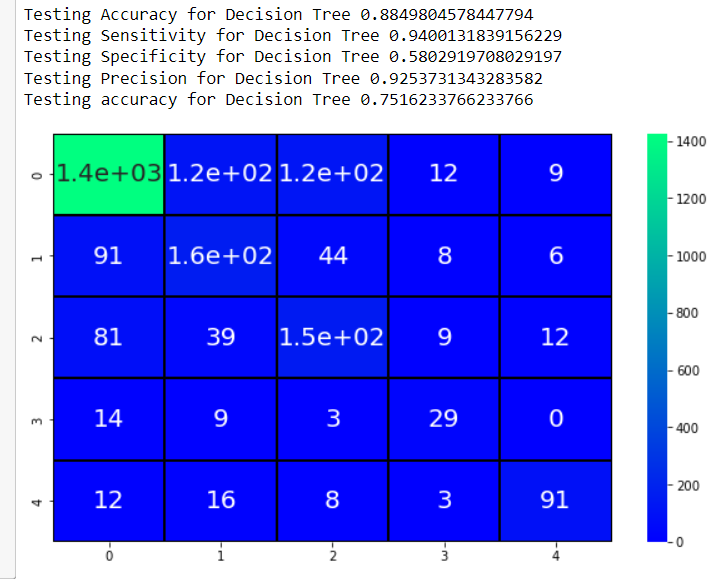 Testing Accuracy for Decision Tree 0.8849804578447794
Testing Sensitivity for Decision Tree 0.9400131839156229
Testing Specificity for Decision Tree 0.5802919708029197
Testing Precision for Decision Tree 0.9253731343283582
Testing accuracy for Decision Tree 0.7516233766233766
0 1.4e+03 1.2e+02 1.2e+02 12 9
1 91 1.6e+02 44 8 6
2 81 39 1.5e+02 9 12
3 14 9 3 29 0
4 12 16 8 3 91
0 1 2 3 4
1400
1200
1000
800
600
400
200
0